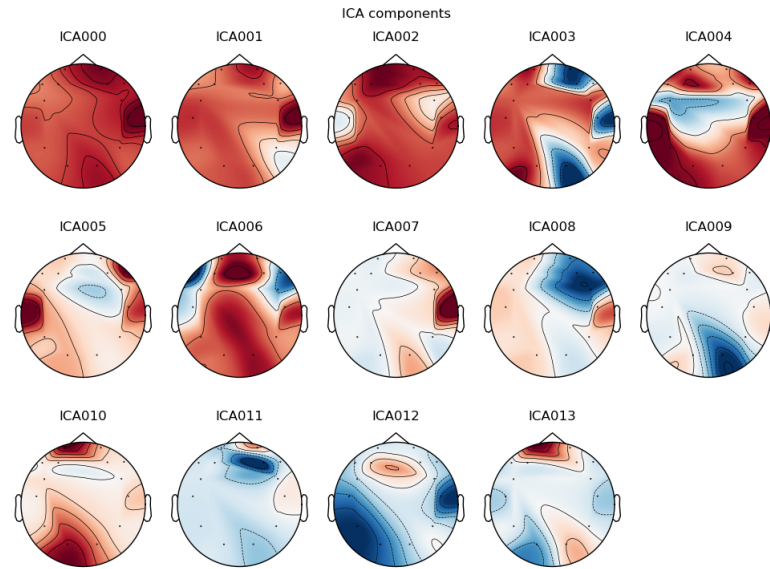 ICA components
ICA000 ICA001 ICA002 ICA003 ICA004
ICA005 ICA006 ICA007 ICA008 ICA009
ICA010 ICA011 ICA012 ICA013